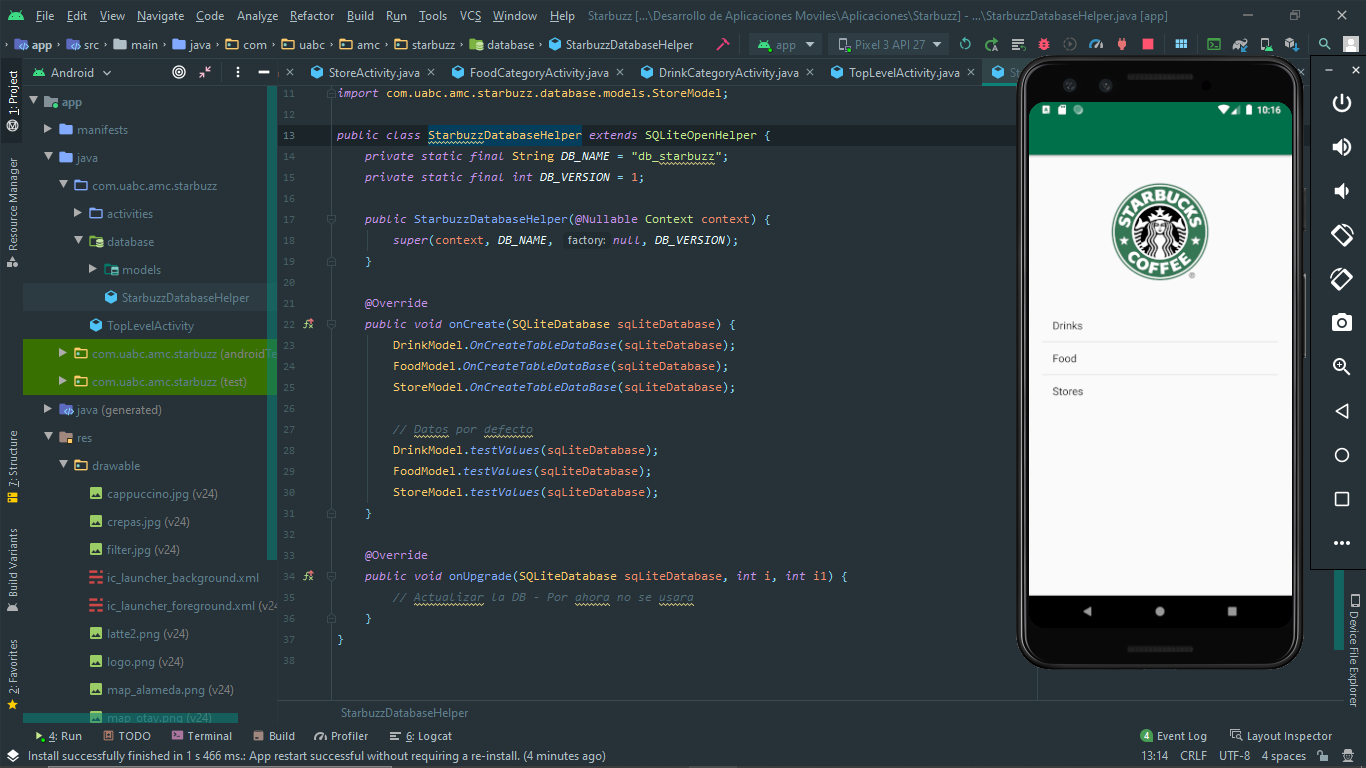 File Edit View Navigate Code Analyze Refactor Build Run Tools VCS Window Help Starbuzz [...\Desarrollo de Aplicaciones Moviles\Aplicaciones\Starbuzz] - ...\StarbuzzDatabaseHelper.java [app]
app src main java com uabc amc starbuzz database StarbuzzDatabaseHelper app Pixel 3 API 27
Android StoreActivity.java FoodCategoryActivity.java DrinkCategoryActivity.java TopLevelActivity.java
1: Project
Resource Manager
7: Structure
Build Variants
2: Favorites
app
manifests
java
com.uabc.amc.starbuzz
activities
database
models
StarbuzzDatabaseHelper
TopLevelActivity
com.uabc.amc.starbuzz (androidTe
com.uabc.amc.starbuzz (test)
java (generated)
res
drawable
cappuccino.jpg (v24)
crepas.jpg (v24)
filter.jpg (v24)
ic_launcher_background.xml
ic_launcher_foreground.xml (v24
latte2.png (v24)
logo.png (v24)
map_alameda.png (v24)
map_otay.png (v24)
11 import com.uabc.amc.starbuzz.database.models.StoreModel;
12
13 public class StarbuzzDatabaseHelper extends SQLiteOpenHelper {
14 private static final String DB_NAME = "db_starbuzz";
15 private static final int DB_VERSION = 1;
16
17 public StarbuzzDatabaseHelper(@Nullable Context context) {
18 super(context, DB_NAME, factory: null, DB_VERSION);
19 }
20
21 @Override
22 public void onCreate(SQLiteDatabase sqLiteDatabase) {
23 DrinkModel.OnCreateTableDataBase(sqLiteDatabase);
24 FoodModel.OnCreateTableDataBase(sqLiteDatabase);
25 StoreModel.OnCreateTableDataBase(sqLiteDatabase);
26
27 // Datos por defecto
28 DrinkModel.testValues(sqLiteDatabase);
29 FoodModel.testValues(sqLiteDatabase);
30 StoreModel.testValues(sqLiteDatabase);
31 }
32
33 @Override
34 public void onUpgrade(SQLiteDatabase sqLiteDatabase, int i, int i1) {
35 // Actualizar la DB - Por ahora no se usara
36 }
37 }
38
StarbuzzDatabaseHelper
10:16
STARBUCKS
COFFEE
®
Drinks
Food
Stores
Device File Explorer
4: Run TODO Terminal Build Profiler 6: Logcat 4 Event Log Layout Inspector
Install successfully finished in 1 s 466 ms.: App restart successful without requiring a re-install. (4 minutes ago) 13:14 CRLF UTF-8 4 spaces